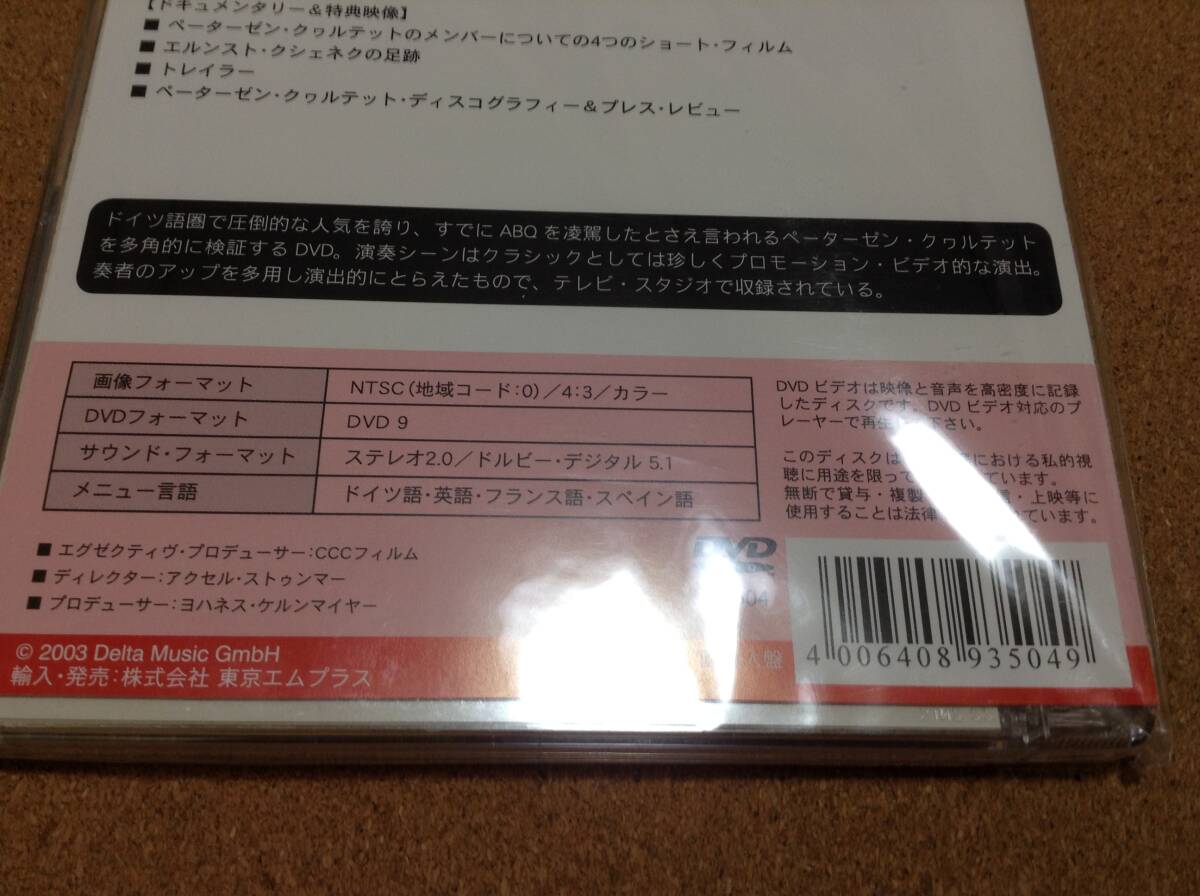 【ドキュメンタリー＆特典映像】
■ ペーターゼン・クヮルテットのメンバーについての4つのショート・フィルム
■ エルンスト・クシェネクの足跡
■ トレイラー
■ ペーターゼン・クヮルテット・ディスコグラフィー＆プレス・レビュー
ドイツ語圏で圧倒的な人気を誇り、すでに ABQ を凌駕したとさえ言われるペーターゼン・クヮルテット
を多角的に検証する DVD。演奏シーンはクラシックとしては珍しくプロモーション・ビデオ的な演出。
奏者のアップを多用し演出的にとらえたもので、テレビ・スタジオで収録されている。
画像フォーマット NTSC（地域コード：0）／4：3／カラー
DVDフォーマット DVD 9
サウンド・フォーマット ステレオ2.0／ドルビー・デジタル 5.1
メニュー言語 ドイツ語・英語・フランス語・スペイン語
DVD ビデオは映像と音声を高密度に記録
したディスクです。DVD ビデオ対応のプ
レーヤーで再生 下さい。
このディスクは における私的視
聴に用途を限って います。
無断で貸与・複製 ・上映等に
使用することは法律 ています。
■ エグゼクティヴ・プロデューサー：CCCフィルム
■ ディレクター：アクセル・ストゥンマー
■ プロデューサー：ヨハネス・ケルンマイヤー
DVD
504
4 006408 935049
© 2003 Delta Music GmbH
輸入・発売：株式会社 東京エムプラス
入盤